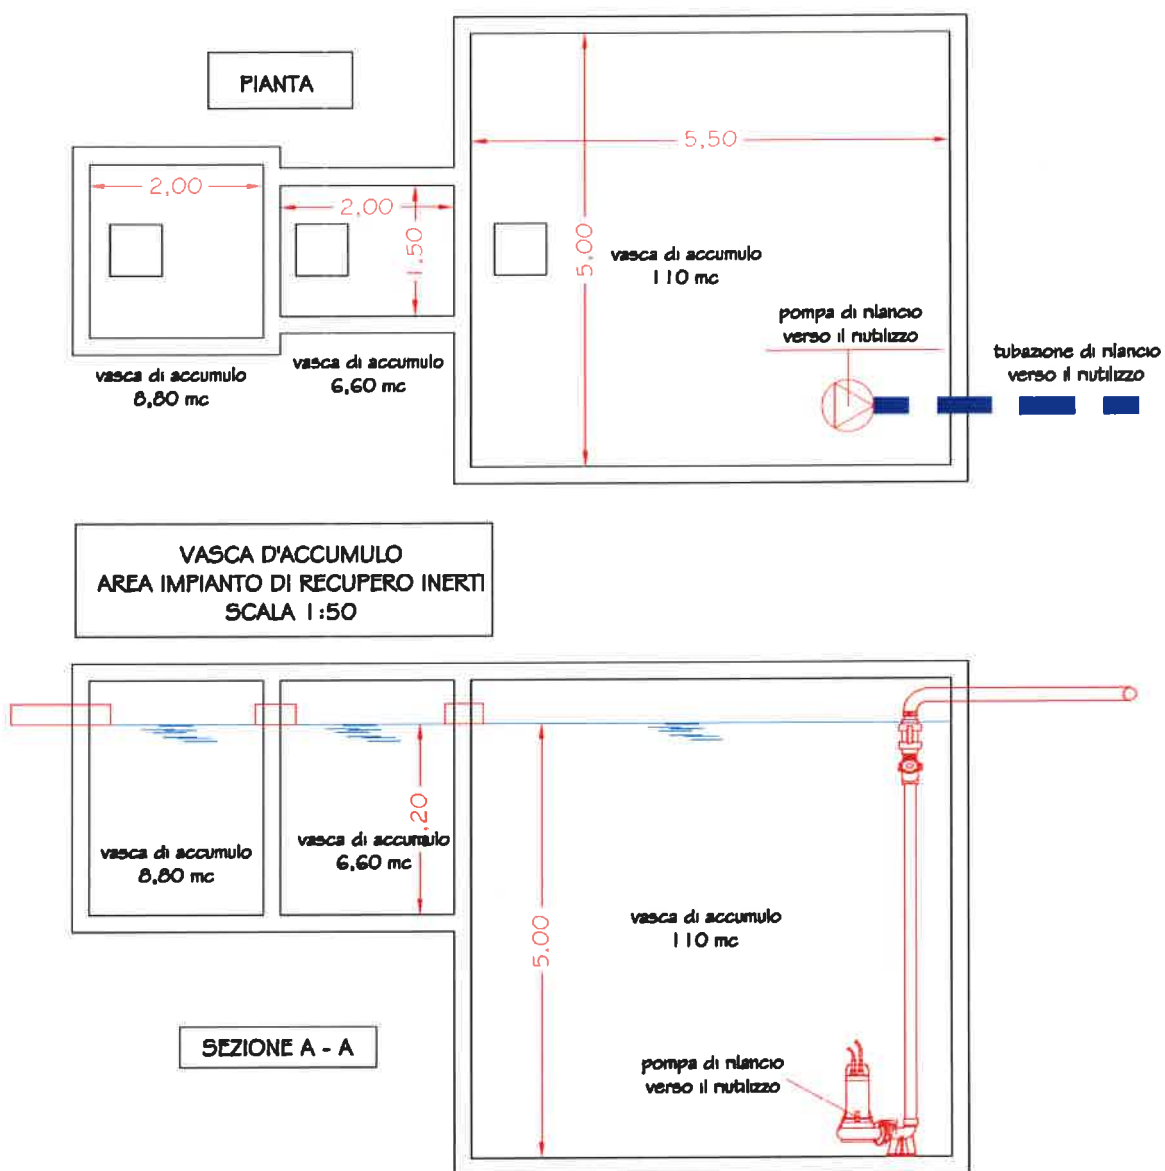 PIANTA
5,50
2,00
2,00
1,50
5,00
vasca di accumulo
110 mc
pompa di rilancio
verso il riutilizzo
tubazione di rilancio
verso il riutilizzo
vasca di accumulo
6,60 mc
vasca di accumulo
8,80 mc
VASCA D'ACCUMULO
AREA IMPIANTO DI RECUPERO INERTI
SCALA 1:50
,20
vasca di accumulo
8,80 mc
vasca di accumulo
6,60 mc
vasca di accumulo
110 mc
5,00
SEZIONE A - A
pompa di rilancio
verso il riutilizzo